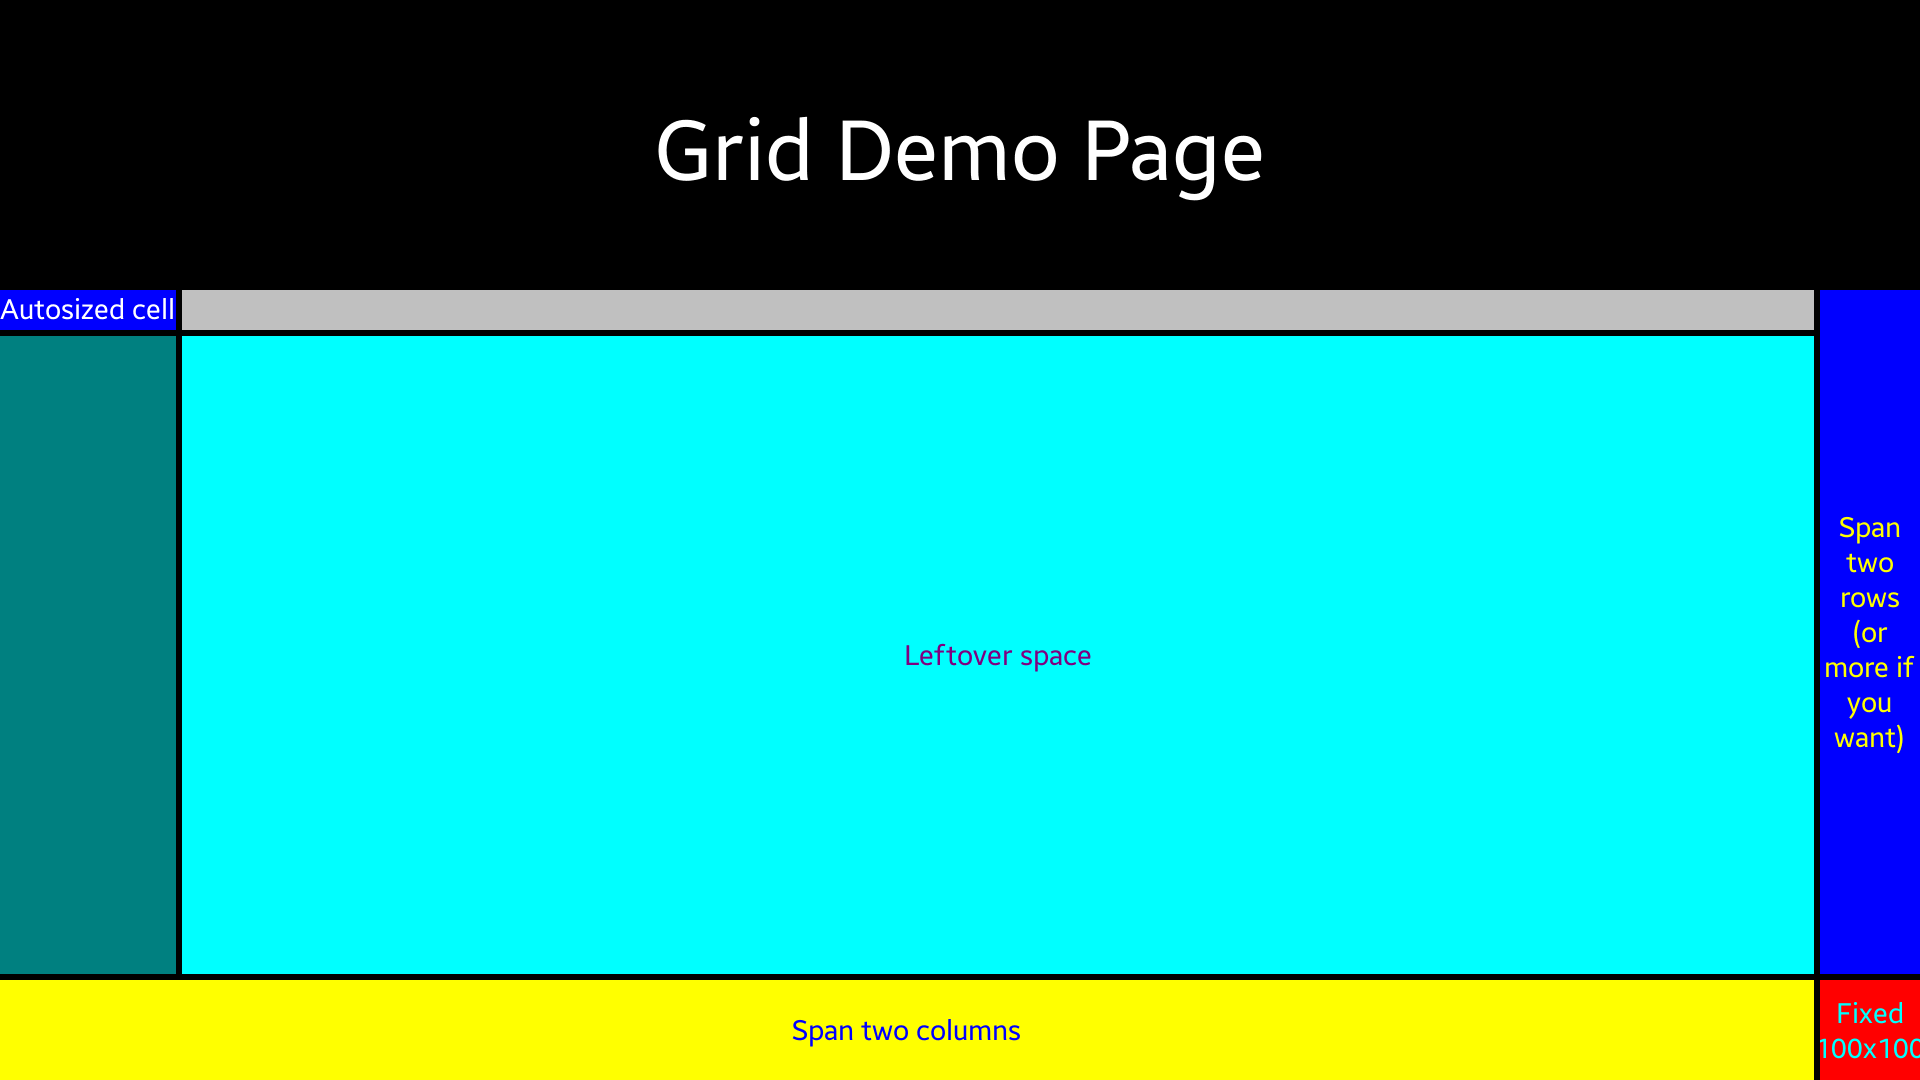 Grid Demo Page
Autosized cell
Span
two
rows
(or
more if
you
want)
Leftover space
Span two columns
Fixed
100x100